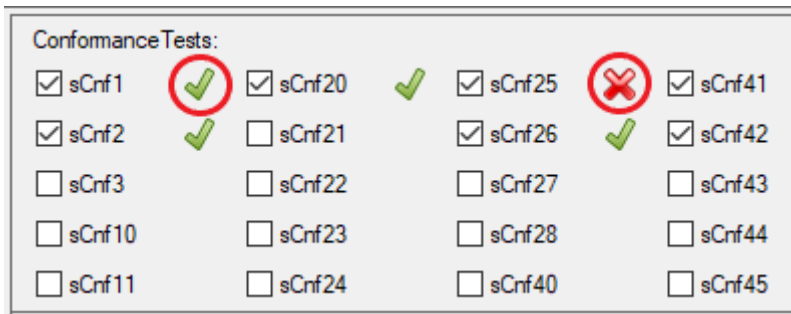 ConformanceTests:
sCnf1 sCnf20 sCnf25 sCnf41
sCnf2 sCnf21 sCnf26 sCnf42
sCnf3 sCnf22 sCnf27 sCnf43
sCnf10 sCnf23 sCnf28 sCnf44
sCnf11 sCnf24 sCnf40 sCnf45